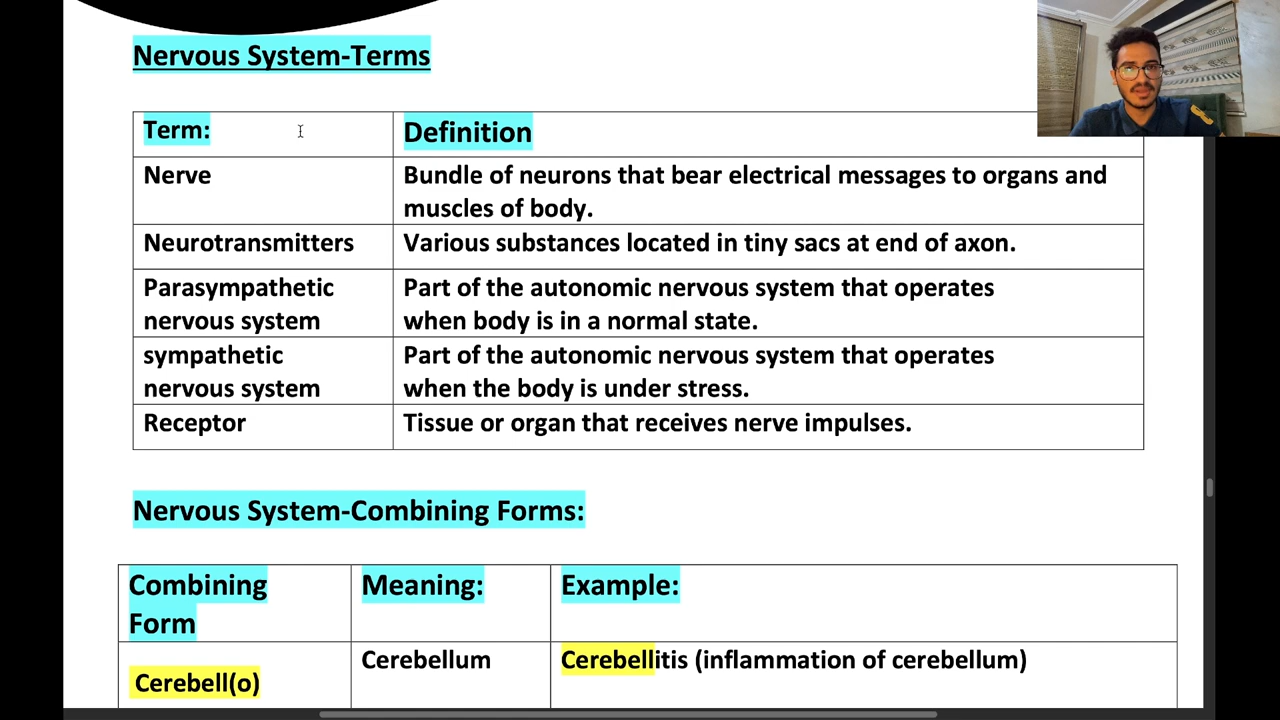 Nervous System-Terms
Term:
Definition
Nerve
Bundle of neurons that bear electrical messages to organs and
muscles of body.
Neurotransmitters
Various substances located in tiny sacs at end of axon.
Parasympathetic
nervous system
Part of the autonomic nervous system that operates
when body is in a normal state.
sympathetic
nervous system
Part of the autonomic nervous system that operates
when the body is under stress.
Receptor
Tissue or organ that receives nerve impulses.
Nervous System-Combining Forms:
Combining
Form
Meaning:
Example:
Cerebell(o)
Cerebellum
Cerebellitis (inflammation of cerebellum)